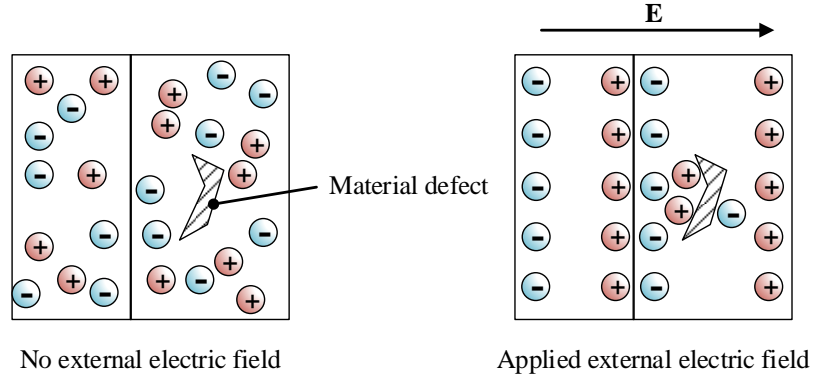 E
Material defect
No external electric field
Applied external electric field